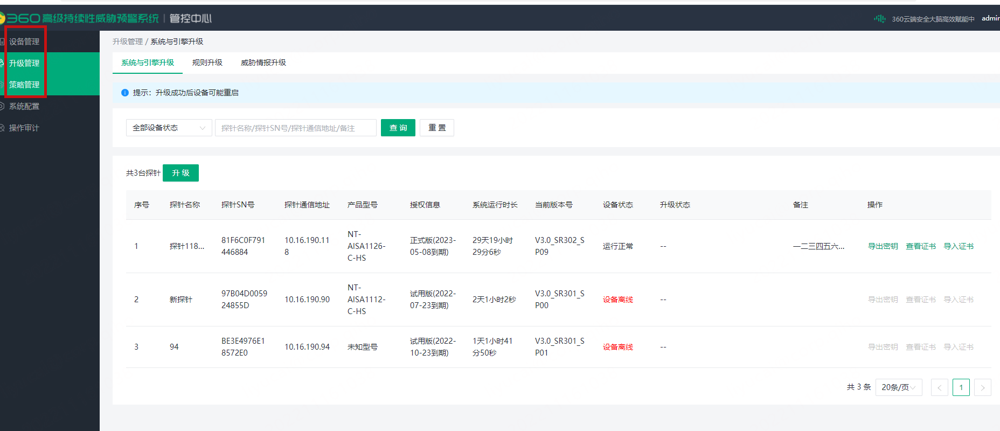 360高级持续性威胁预警系统 | 管控中心
360云端安全大脑高效赋能中 admin
设备管理
升级管理
策略管理
系统配置
操作审计
升级管理 / 系统与引擎升级
系统与引擎升级 规则升级 威胁情报升级
提示：升级成功后设备可能重启
全部设备状态 探针名称/探针SN号/探针通信地址/备注 查 询 重 置
共3台探针 升 级
序号 探针名称 探针SN号 探针通信地址 产品型号 授权信息 系统运行时长 当前版本号 设备状态 升级状态 备注 操作
1 探针118... 81F6C0F791446884 10.16.190.118 NT-AISA1126-C-HS 正式版(2023-05-08到期) 29天19小时29分6秒 V3.0_SR302_SP09 运行正常 -- 一二三四五六... 导出密钥 查看证书 导入证书
2 新探针 97B04D005924855D 10.16.190.90 NT-AISA1112-C-HS 试用版(2022-07-23到期) 2天1小时2秒 V3.0_SR301_SP00 设备离线 -- 导出密钥 查看证书 导入证书
3 94 BE3E4976E18572E0 10.16.190.94 未知型号 试用版(2022-10-23到期) 1天1小时41分50秒 V3.0_SR301_SP01 设备离线 -- 导出密钥 查看证书 导入证书
共 3 条 20条/页 < 1 >